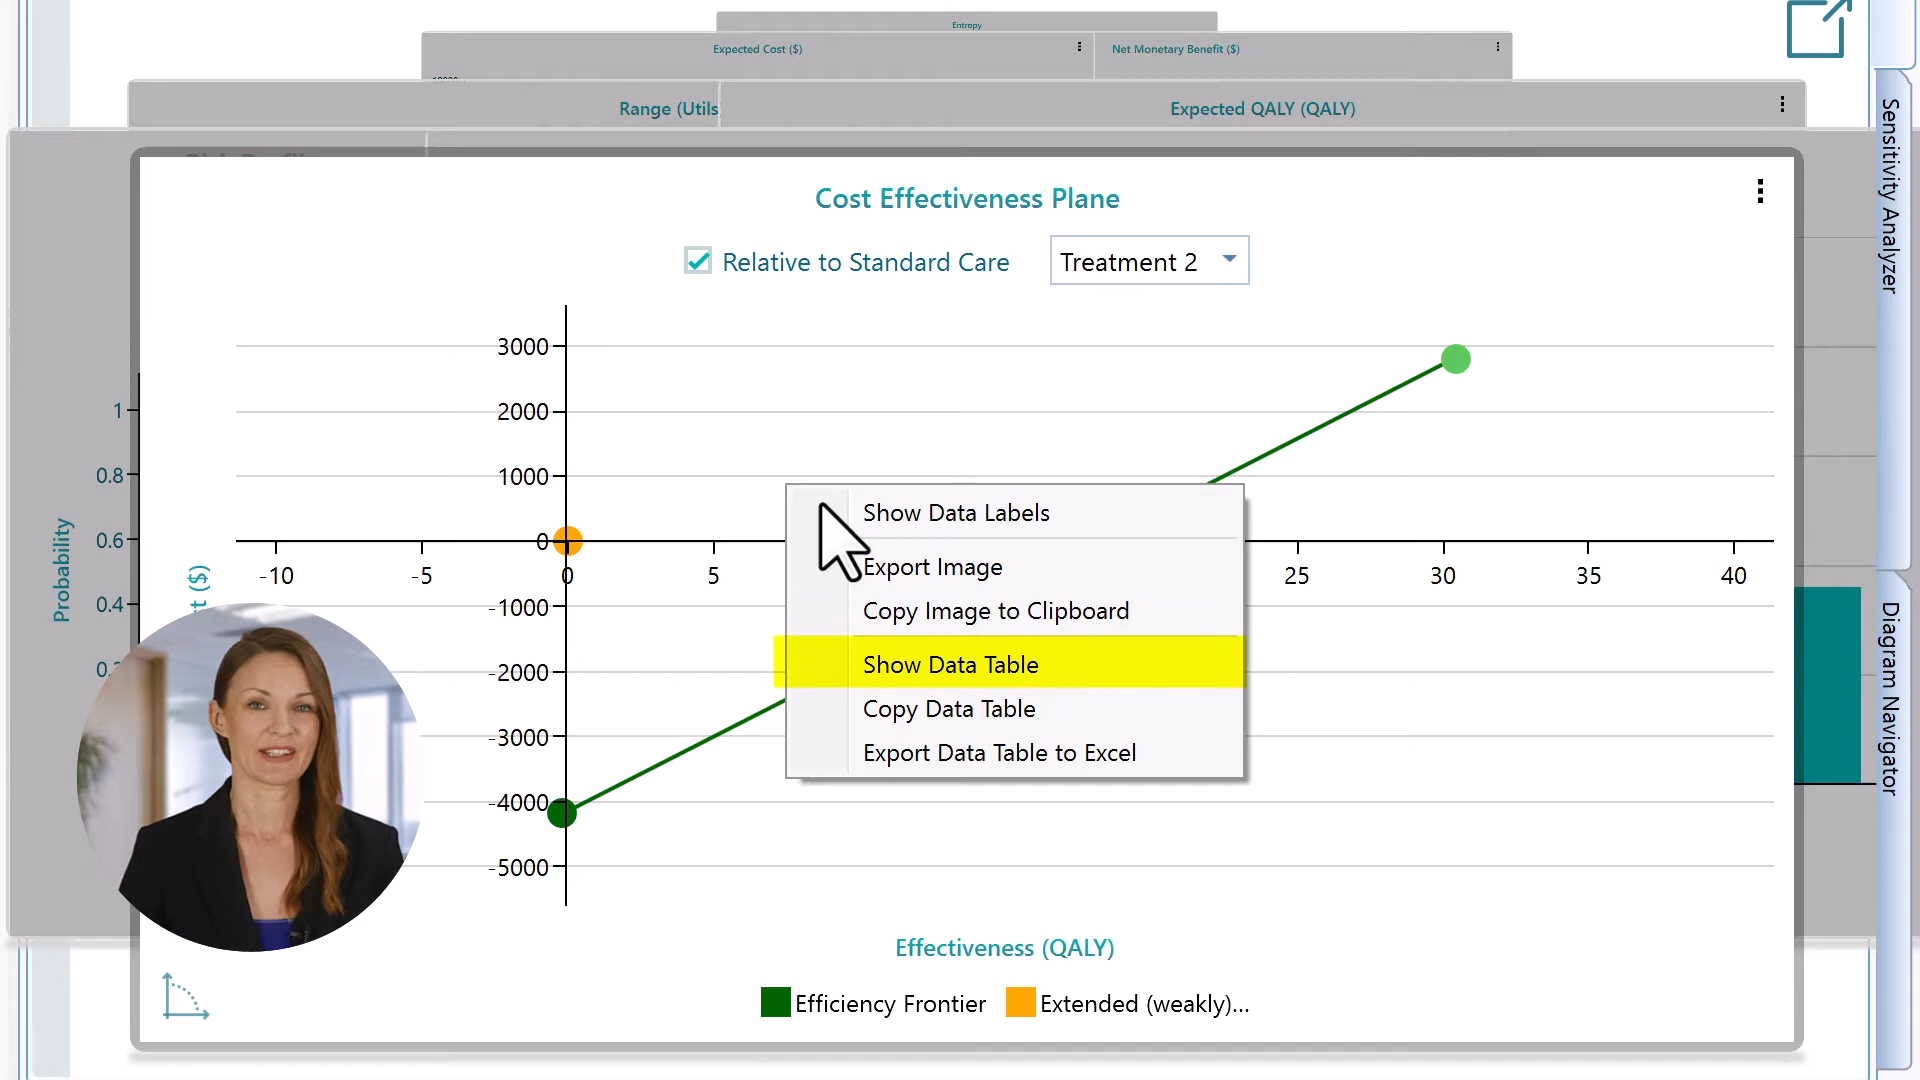 Entropy
Expected Cost ($)
Net Monetary Benefit ($)
Range (Utils
Expected QALY (QALY)
Cost Effectiveness Plane
Relative to Standard Care
Treatment 2
3000
2000
1000
0
-1000
-2000
-3000
-4000
-5000
-10
-5
0
5
25
30
35
40
Show Data Labels
Export Image
Copy Image to Clipboard
Show Data Table
Copy Data Table
Export Data Table to Excel
Effectiveness (QALY)
Efficiency Frontier
Extended (weakly)...
Probability
1
0.8
0.6
0.4
t ($)
Sensitivity Analyzer
Diagram Navigator